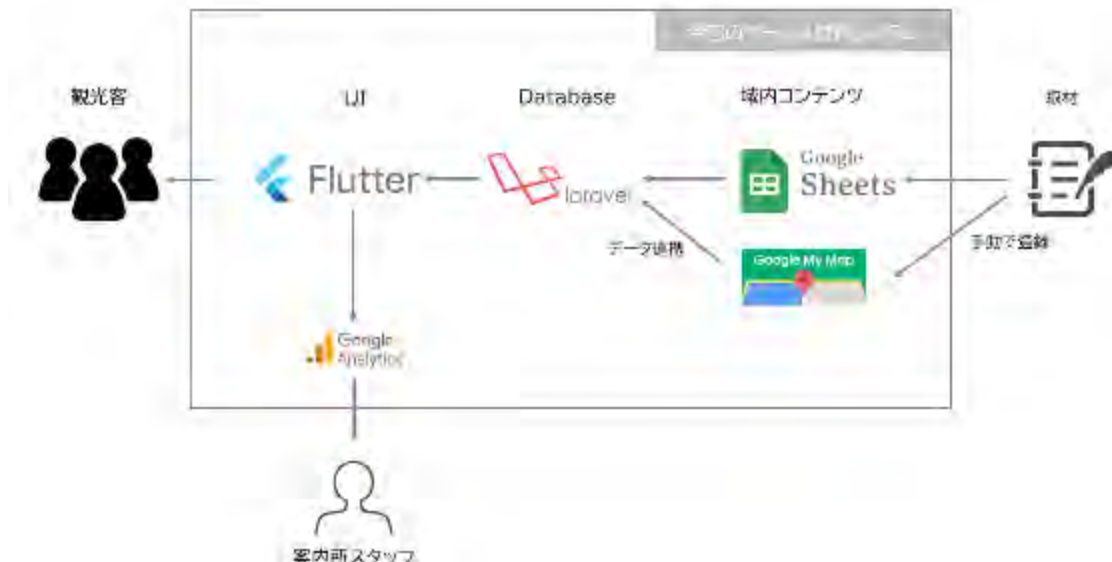 観光客
UI
Database
域内コンテンツ
取材
Flutter
laravel
Google
Sheets
データ連携
手動で登録
Google My Map
Google
Analytics
案内所スタッフ